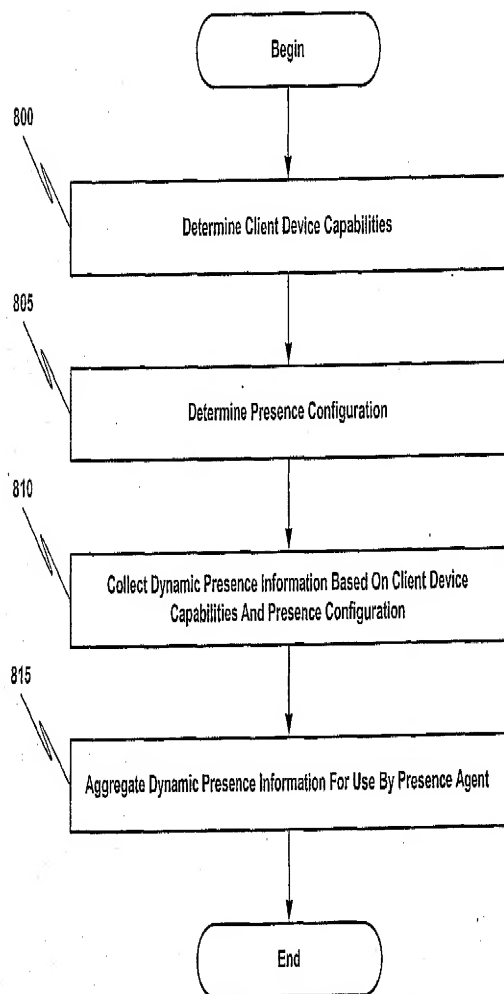 Begin
800
Determine Client Device Capabilities
805
Determine Presence Configuration
810
Collect Dynamic Presence Information Based On Client Device
Capabilities And Presence Configuration
815
Aggregate Dynamic Presence Information For Use By Presence Agent
End